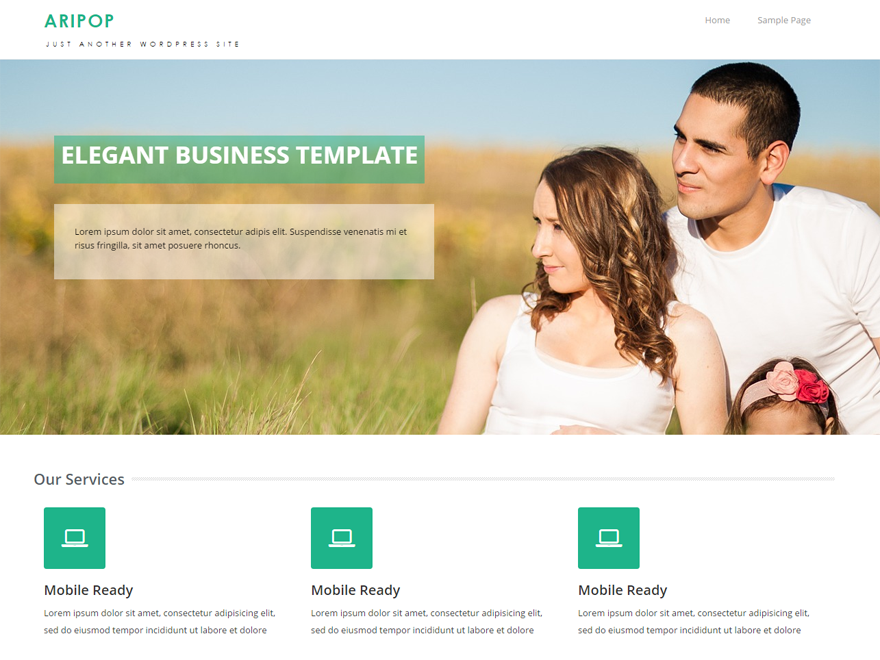 ARIPOP
Home
Sample Page
JUST ANOTHER WORDPRESS SITE
ELEGANT BUSINESS TEMPLATE
Lorem ipsum dolor sit amet, consectetur adipis elit. Suspendisse venenatis mi et
risus fringilla, sit amet posuere rhoncus.
Our Services
Mobile Ready
Lorem ipsum dolor sit amet, consectetur adipisicing elit,
sed do eiusmod tempor incididunt ut labore et dolore
Mobile Ready
Lorem ipsum dolor sit amet, consectetur adipisicing elit,
sed do eiusmod tempor incididunt ut labore et dolore
Mobile Ready
Lorem ipsum dolor sit amet, consectetur adipisicing elit,
sed do eiusmod tempor incididunt ut labore et dolore